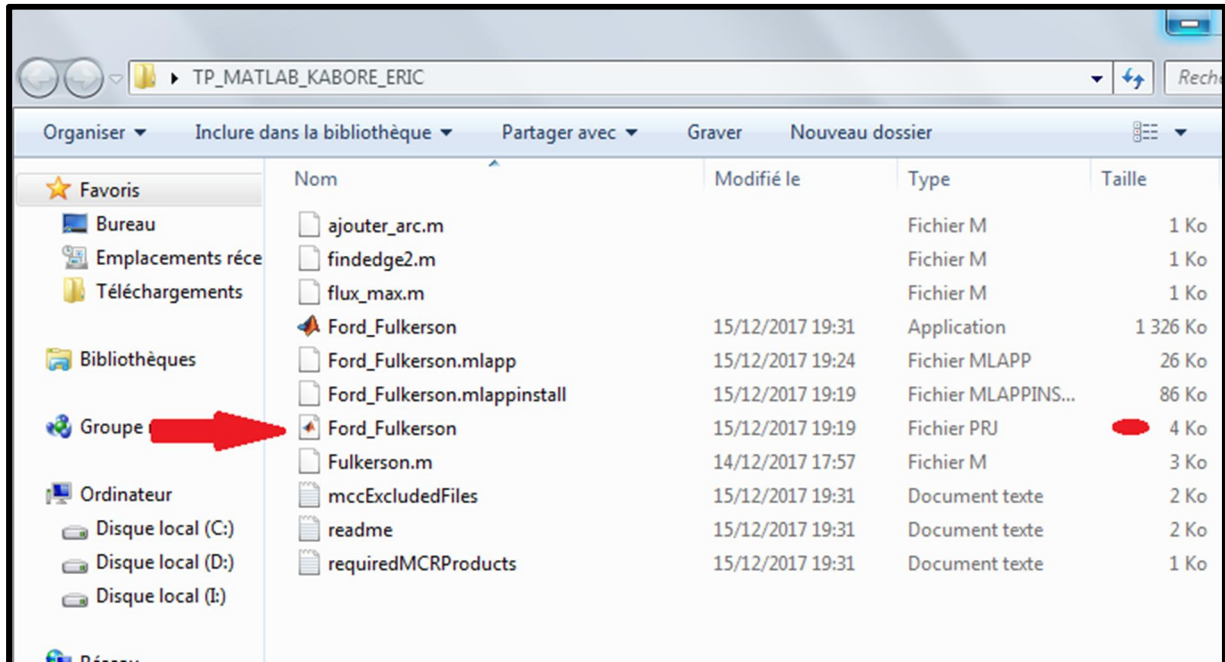 TP_MATLAB_KABORE_ERIC
Organiser Inclure dans la bibliothèque Partager avec Graver Nouveau dossier
Nom Modifié le Type Taille
Favoris
Bureau
Emplacements réce
Téléchargements
Bibliothèques
Groupe
Ordinateur
Disque local (C:)
Disque local (D:)
Disque local (I:)
ajouter_arc.m Fichier M 1 Ko
findedge2.m Fichier M 1 Ko
flux_max.m Fichier M 1 Ko
Ford_Fulkerson 15/12/2017 19:31 Application 1 326 Ko
Ford_Fulkerson.mlapp 15/12/2017 19:24 Fichier MLAPP 26 Ko
Ford_Fulkerson.mlappinstall 15/12/2017 19:19 Fichier MLAPPINS... 86 Ko
Ford_Fulkerson 15/12/2017 19:19 Fichier PRJ 4 Ko
Fulkerson.m 14/12/2017 17:57 Fichier M 3 Ko
mccExcludedFiles 15/12/2017 19:31 Document texte 2 Ko
readme 15/12/2017 19:31 Document texte 2 Ko
requiredMCRProducts 15/12/2017 19:31 Document texte 1 Ko